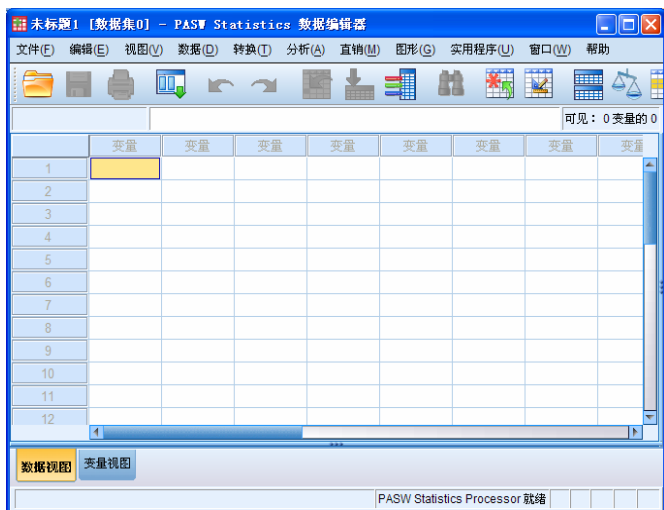 未标题1 [数据集0] - PASW Statistics 数据编辑器
文件(F) 编辑(E) 视图(V) 数据(D) 转换(T) 分析(A) 直销(M) 图形(G) 实用程序(U) 窗口(W) 帮助
可见： 0 变量的 0
变量 变量 变量 变量 变量 变量 变量 变量
1
2
3
4
5
6
7
8
9
10
11
12
数据视图 变量视图
PASW Statistics Processor 就绪